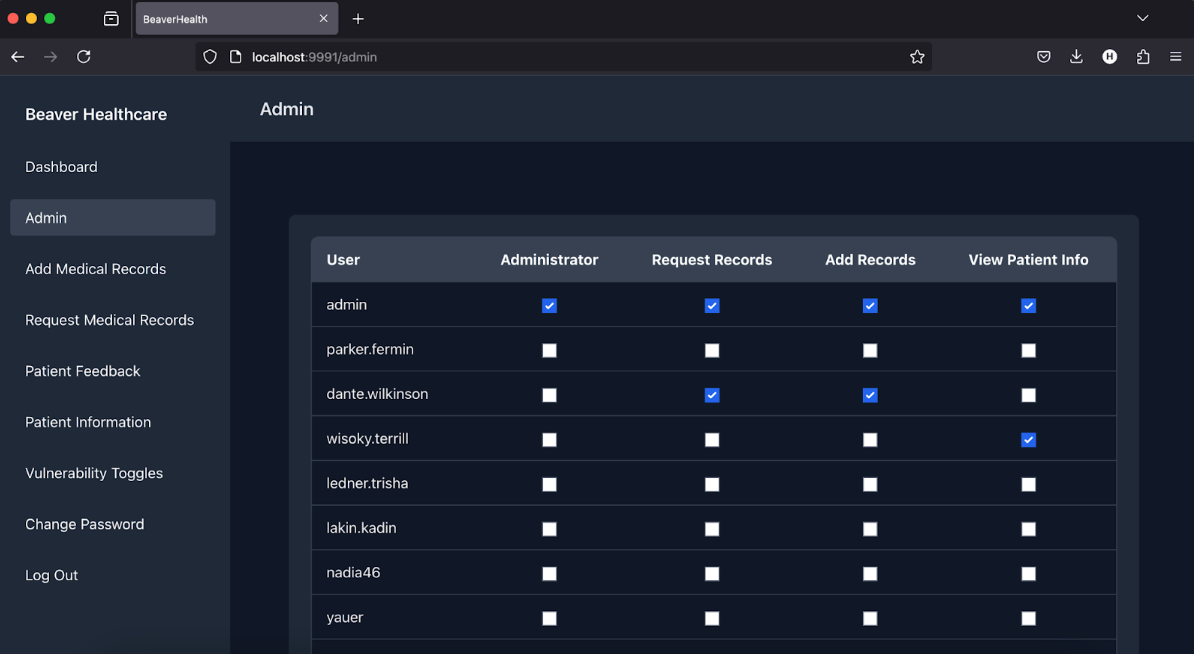 BeaverHealth
localhost:9991/admin
H
Beaver Healthcare
Dashboard
Admin
Add Medical Records
Request Medical Records
Patient Feedback
Patient Information
Vulnerability Toggles
Change Password
Log Out
Admin
User Administrator Request Records Add Records View Patient Info
admin
parker.fermin
dante.wilkinson
wisoky.terrill
ledner.trisha
lakin.kadin
nadia46
yauer